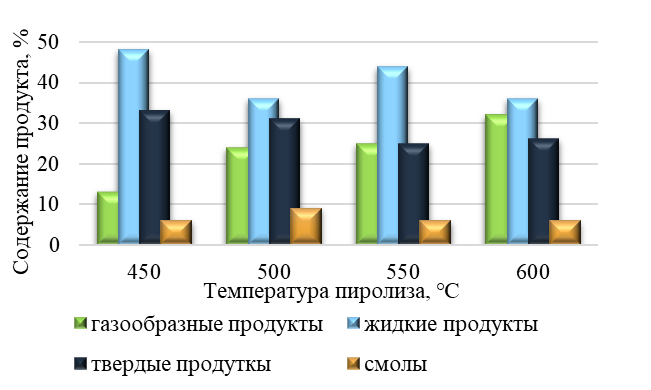 Содержание продукта, %
50
40
30
20
10
0
450 500 550 600
Температура пиролиза, °С
газообразные продукты жидкие продукты
твердые продуткы смолы